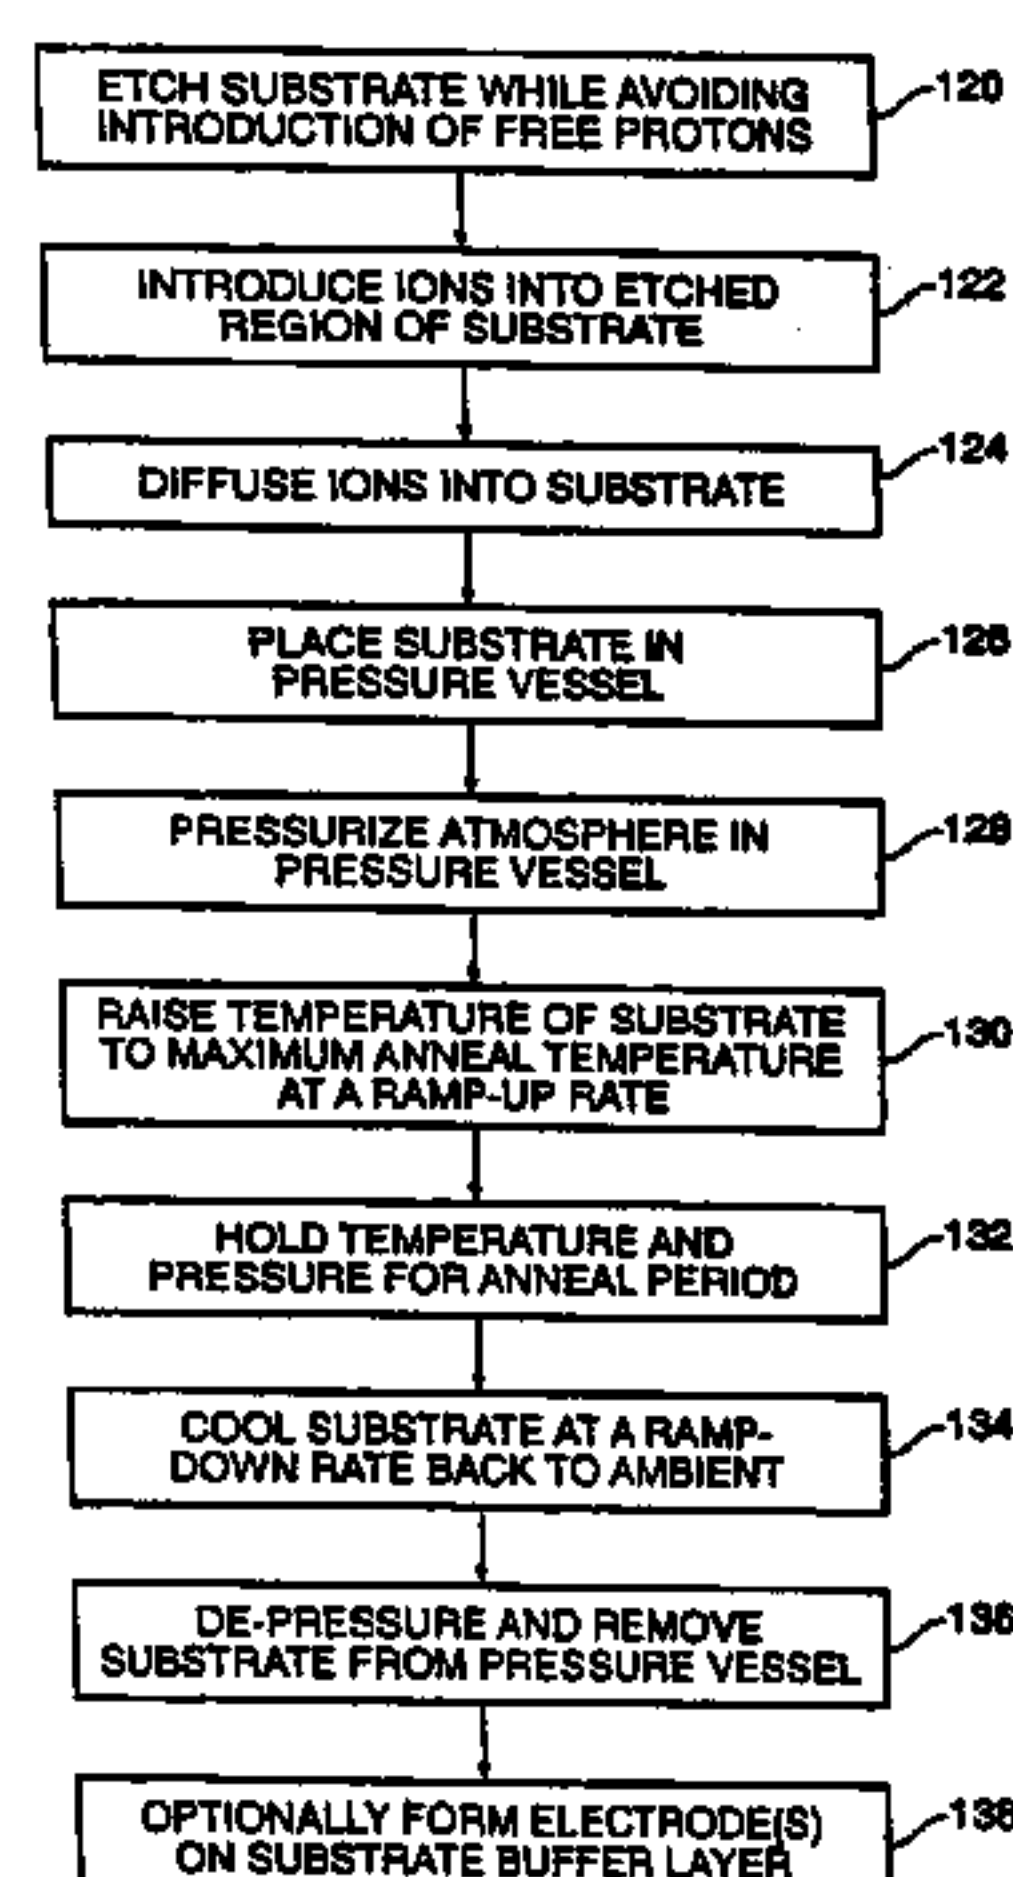 ETCH SUBSTRATE WHILE AVOIDING
INTRODUCTION OF FREE PROTONS
120
INTRODUCE IONS INTO ETCHED
REGION OF SUBSTRATE
122
DIFFUSE IONS INTO SUBSTRATE
124
PLACE SUBSTRATE IN
PRESSURE VESSEL
126
PRESSURIZE ATMOSPHERE IN
PRESSURE VESSEL
128
RAISE TEMPERATURE OF SUBSTRATE
TO MAXIMUM ANNEAL TEMPERATURE
AT A RAMP-UP RATE
130
HOLD TEMPERATURE AND
PRESSURE FOR ANNEAL PERIOD
132
COOL SUBSTRATE AT A RAMP-
DOWN RATE BACK TO AMBIENT
134
DE-PRESSURE AND REMOVE
SUBSTRATE FROM PRESSURE VESSEL
136
OPTIONALLY FORM ELECTRODE(S)
ON SUBSTRATE BUFFER LAYER
138